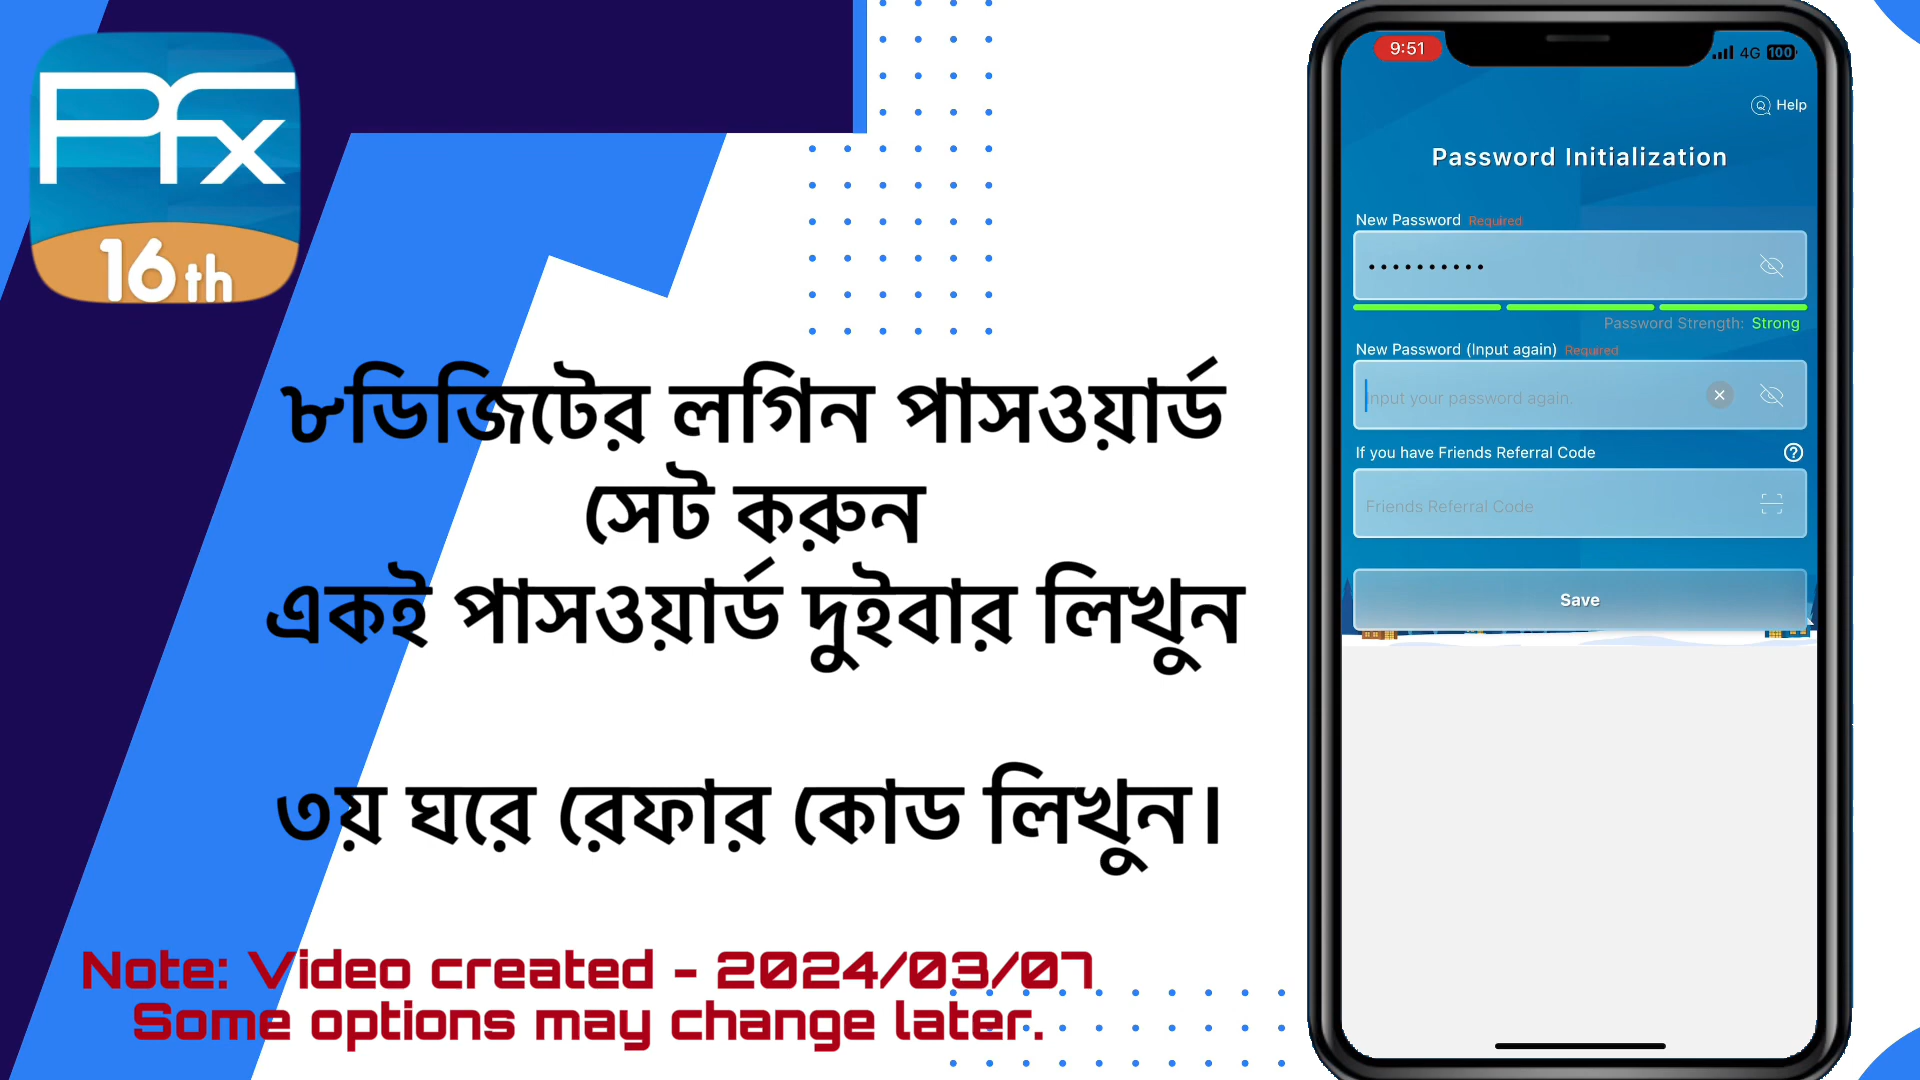 PFX
16th
৮ডিজিটের লগিন পাসওয়ার্ড
সেট করুন
একই পাসওয়ার্ড দুইবার লিখুন
৩য় ঘরে রেফার কোড লিখুন।
Note: Video created - 2024/03/07
Some options may change later.
9:51
4G 100
Help
Password Initialization
New Password Required
••••••••••
Password Strength: Strong
New Password (Input again) Required
Input your password again.
If you have Friends Referral Code
Friends Referral Code
Save